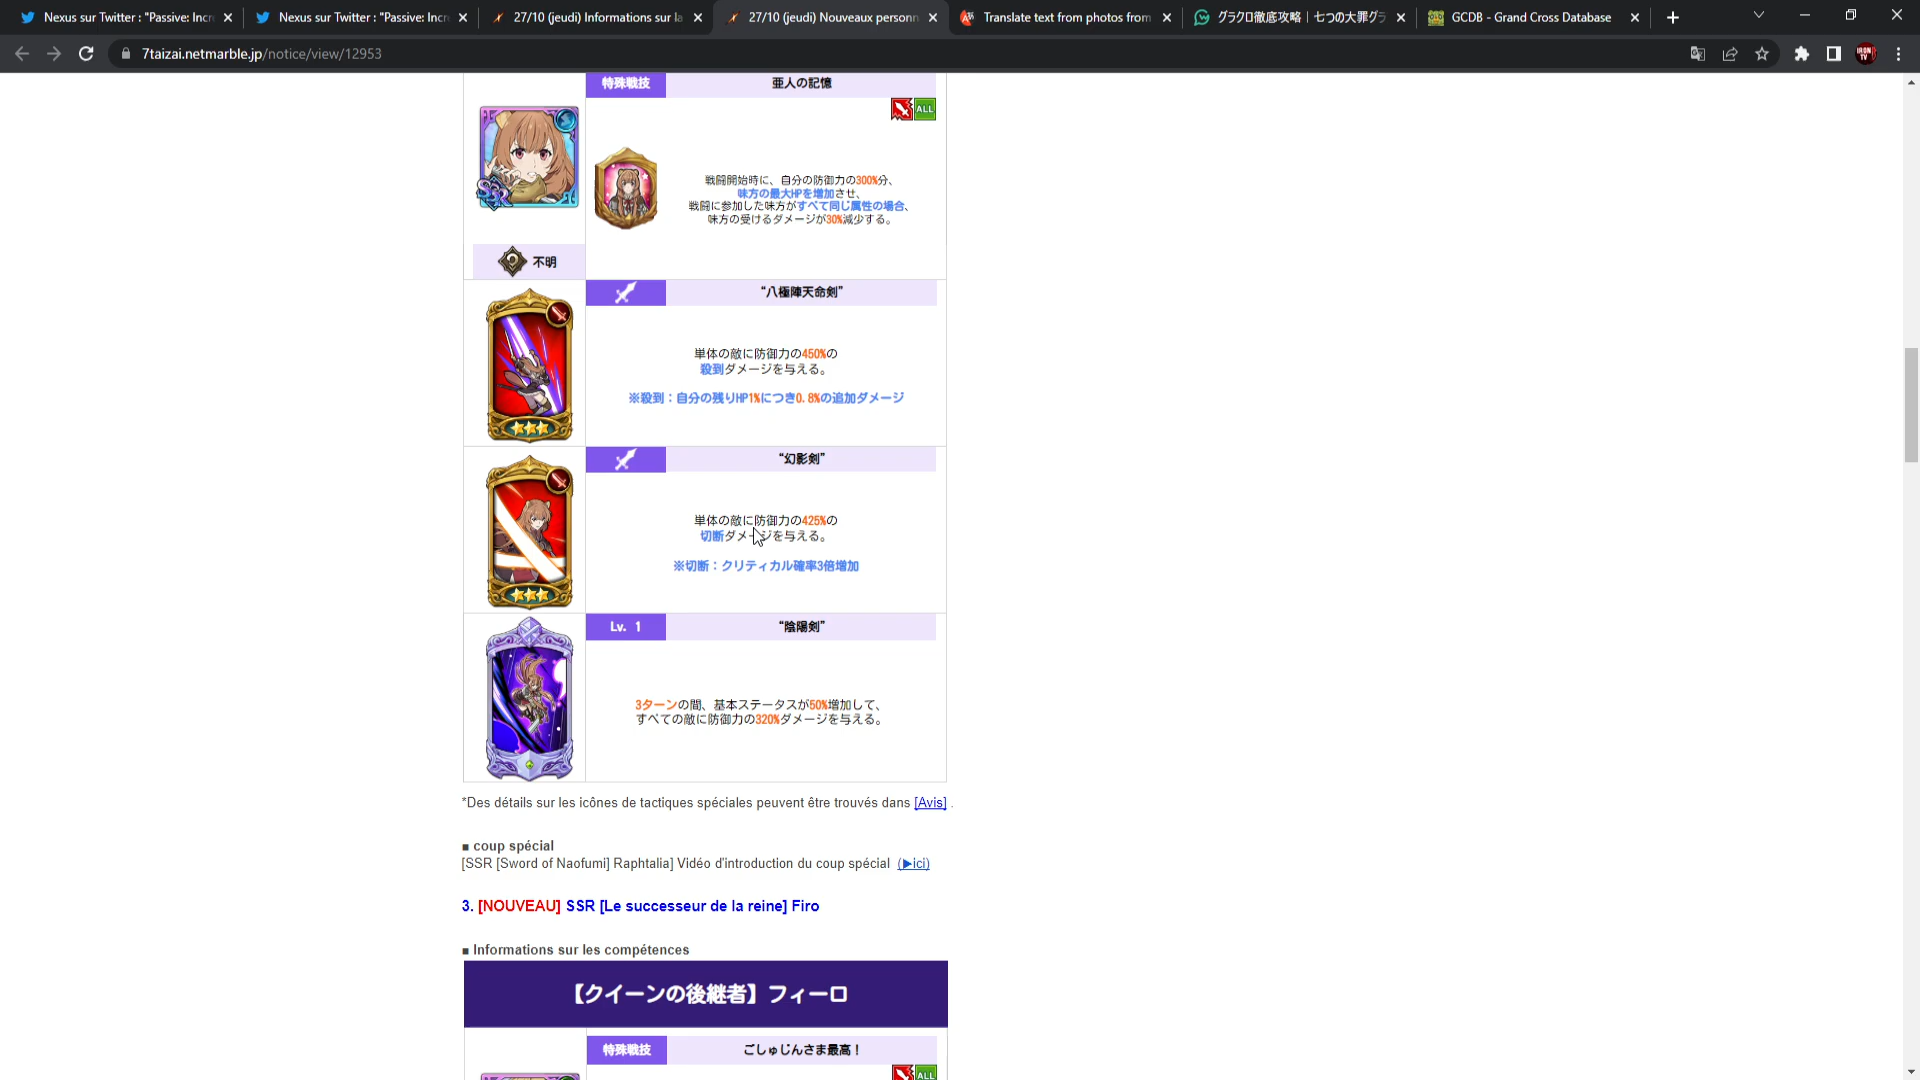 Nexus sur Twitter : "Passive: Incr
Nexus sur Twitter : "Passive: Incr
27/10 (jeudi) Informations sur la
27/10 (jeudi) Nouveaux personn
Translate text from photos from
グラクロ徹底攻略 | 七つの大罪グラ
GCDB - Grand Cross Database
7taizai.netmarble.jp/notice/view/12953
特殊戦技
亜人の記憶
ALL
SSR
戦闘開始時に、自分の防御力の300%分、
味方の最大HPを増加させ、
戦闘に参加した味方がすべて同じ属性の場合、
味方の受けるダメージが30%減少する。
不明
“八極陣天命剣”
単体の敵に防御力の450%の
殺到ダメージを与える。
※殺到：自分の残りHP1%につき0.8%の追加ダメージ
“幻影剣”
単体の敵に防御力の425%の
切断ダメージを与える。
※切断：クリティカル確率3倍増加
Lv. 1
“陰陽剣”
3ターンの間、基本ステータスが50%増加して、
すべての敵に防御力の320%ダメージを与える。
*Des détails sur les icônes de tactiques spéciales peuvent être trouvés dans [Avis] .
■ coup spécial
[SSR [Sword of Naofumi] Raphtalia] Vidéo d'introduction du coup spécial (▶ici)
3. [NOUVEAU] SSR [Le successeur de la reine] Firo
■ Informations sur les compétences
【クイーンの後継者】フィーロ
特殊戦技
ごしゅじんさま最高！
ALL